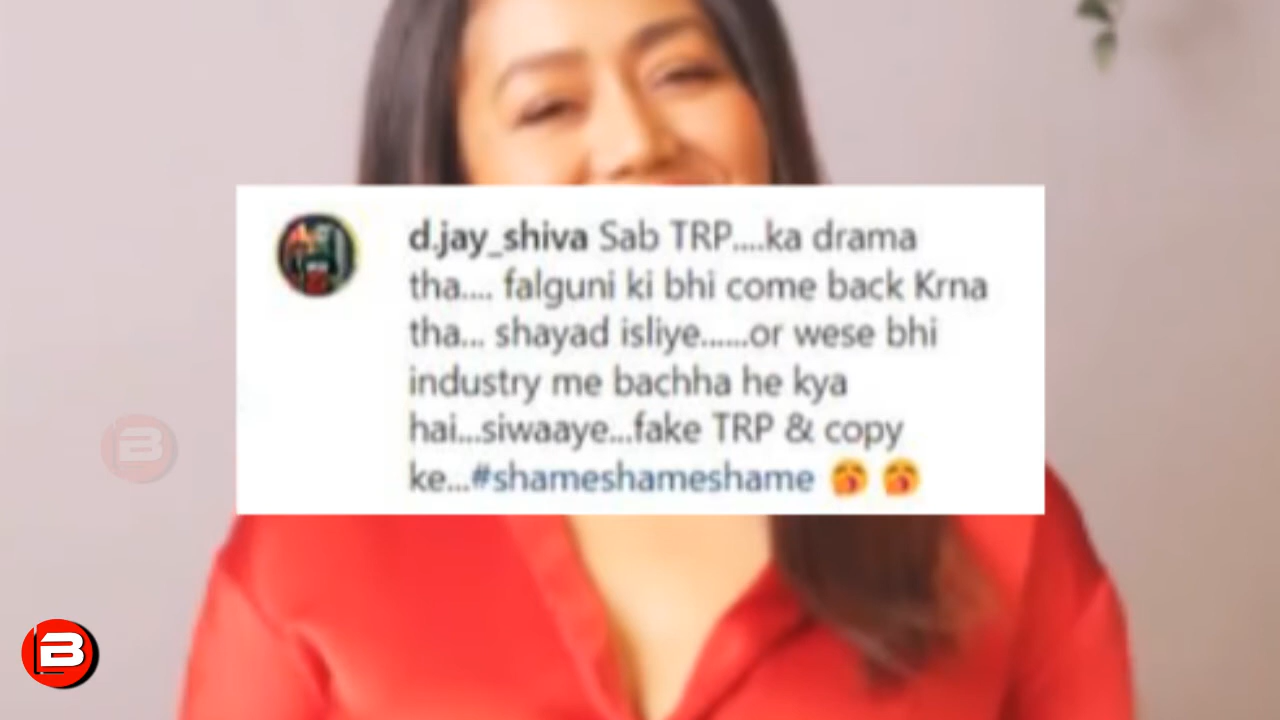 d.jay_shiva Sab TRP....ka drama
tha.... falguni ki bhi come back Krna
tha... shayad isliye......or wese bhi
industry me bachha he kya
hai...siwaaye...fake TRP & copy
ke...#shameshameshame 🥱 🥱
B
B